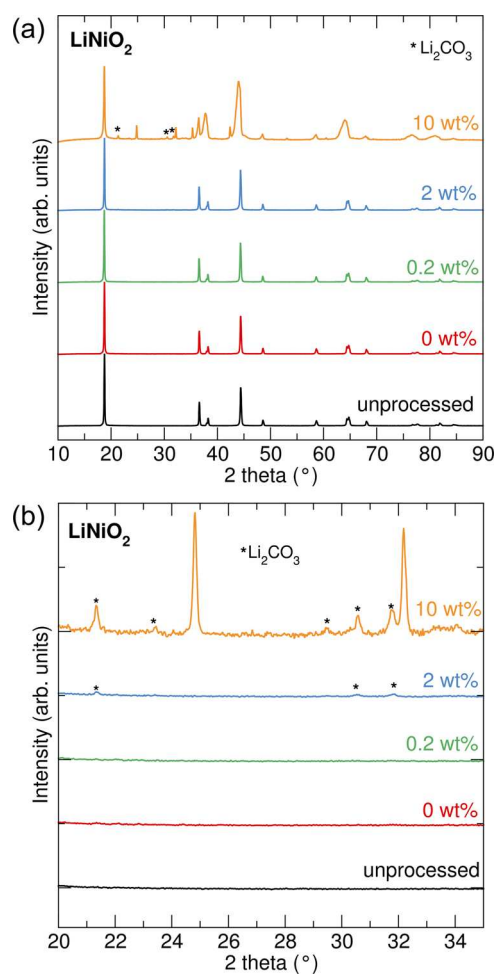 (a)
LiNiO₂
*Li₂CO₃
* * *
10 wt%
2 wt%
0.2 wt%
0 wt%
unprocessed
Intensity (arb. units)
10 20 30 40 50 60 70 80 90
2 theta (°)
(b)
LiNiO₂
*Li₂CO₃
* * * * *
10 wt%
* * *
2 wt%
0.2 wt%
0 wt%
unprocessed
Intensity (arb. units)
20 22 24 26 28 30 32 34
2 theta (°)